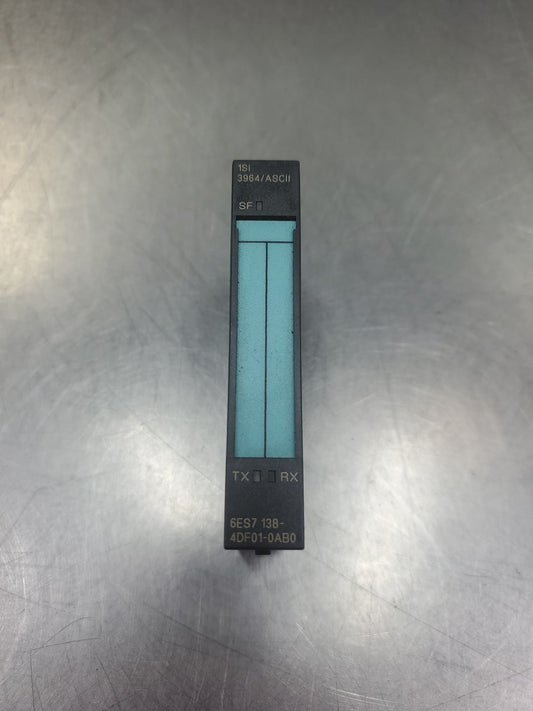 1SI
3964/ASCII
SF
TX RX
6ES7 138-
4DF01-0AB0